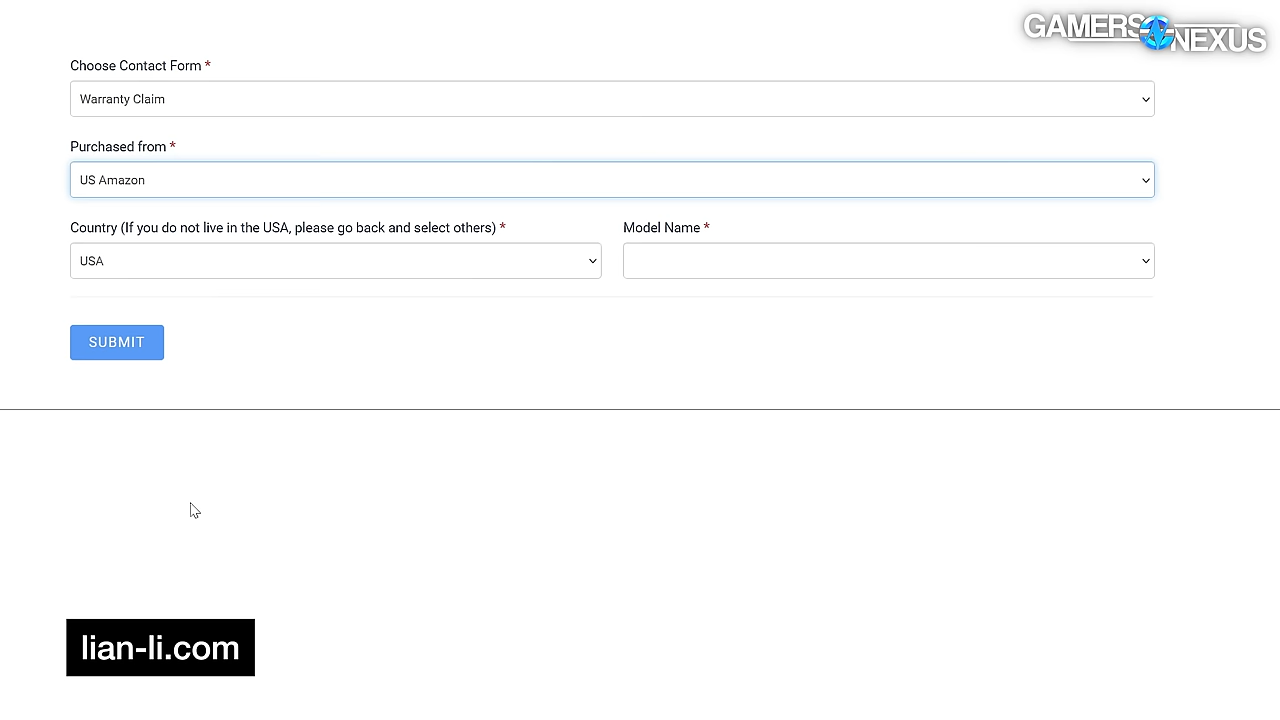 GAMERS NEXUS
Choose Contact Form *
Warranty Claim
Purchased from *
US Amazon
Country (If you do not live in the USA, please go back and select others) *
Model Name *
USA
SUBMIT
lian-li.com